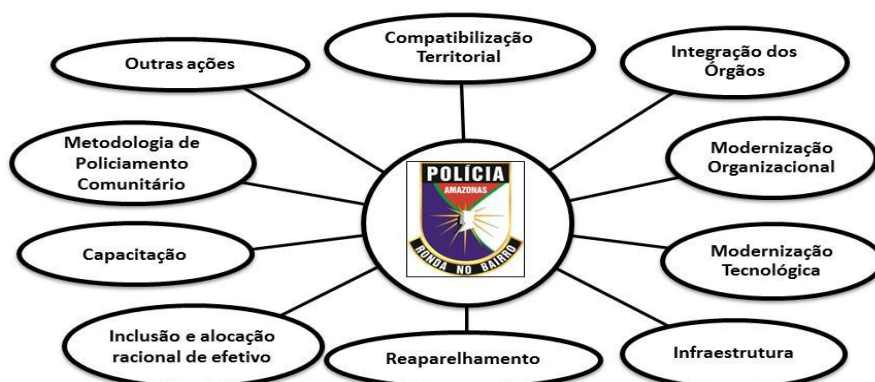 Compatibilização
Territorial
Outras ações
Integração dos
Órgãos
Metodologia de
Policiamento
Comunitário
POLÍCIA
AMAZONAS
RONDA NO BAIRRO
Modernização
Organizacional
Capacitação
Modernização
Tecnológica
Inclusão e alocação
racional de efetivo
Reaparelhamento
Infraestrutura